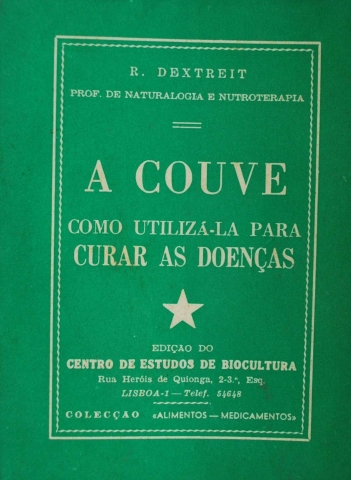 R. DEXTREIT
PROF. DE NATURALOGIA E NUTROTERAPIA
A COUVE
COMO UTILIZÁ-LA PARA
CURAR AS DOENÇAS
EDIÇÃO DO
CENTRO DE ESTUDOS DE BIOCULTURA
Rua Heróis de Quionga, 2-3.º, Esq.
LISBOA-1 — Telef. 54648
COLECÇÃO «ALIMENTOS — MEDICAMENTOS»